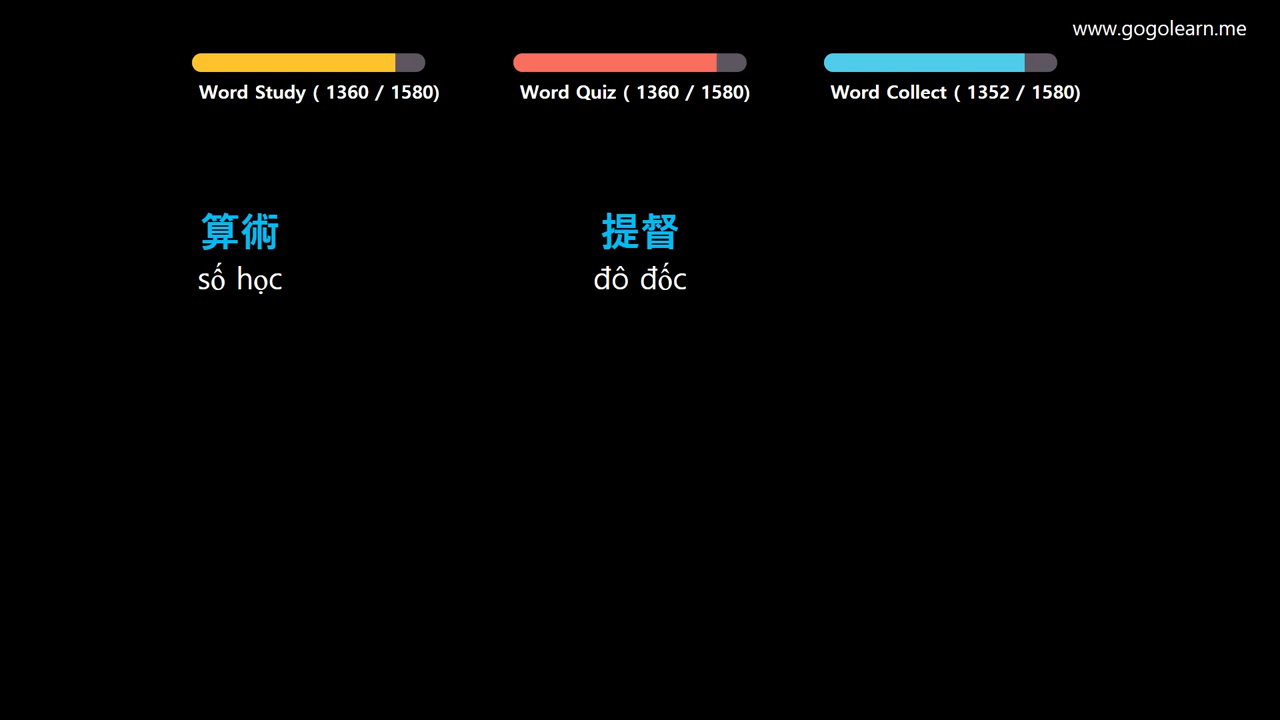 www.gogolearn.me
Word Study ( 1360 / 1580)
Word Quiz ( 1360 / 1580)
Word Collect ( 1352 / 1580)
算術
số học
提督
đô đốc